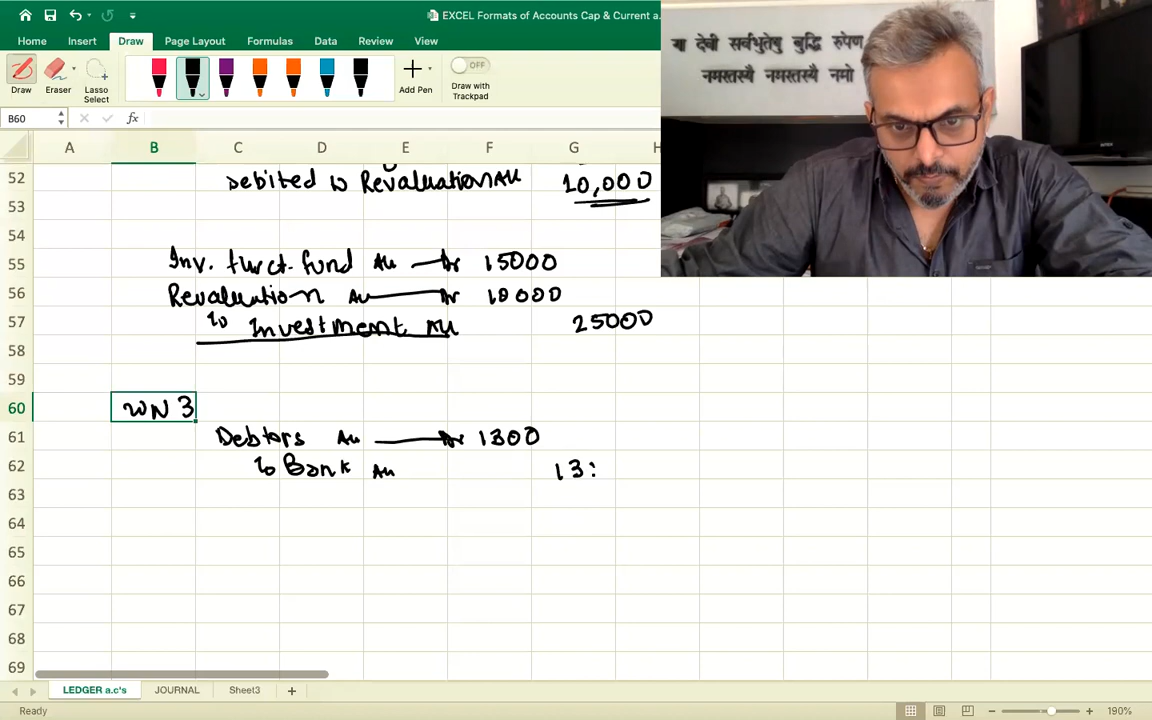 EXCEL Formats of Accounts Cap & Current a.
Home Insert Draw Page Layout Formulas Data Review View
OFF
Draw Eraser Lasso Select Add Pen Draw with Trackpad
B60 fx
A B C D E F G H
52 Debited to Revaluation A/c 10,000
53
54
55 Inv. fluct. fund A/c Dr 15000
56 Revaluation A/c Dr 10000
57 To Investment A/c 25000
58
59
60 WN 3
61 Debtors A/c Dr 1300
62 To Bank A/c 13
63
64
65
66
67
68
69
LEDGER a.c's JOURNAL Sheet3 +
Ready 190%
या देवी सर्वभूतेषु बुद्धि रुपेण
नमस्तस्यै नमस्तस्यै नमो